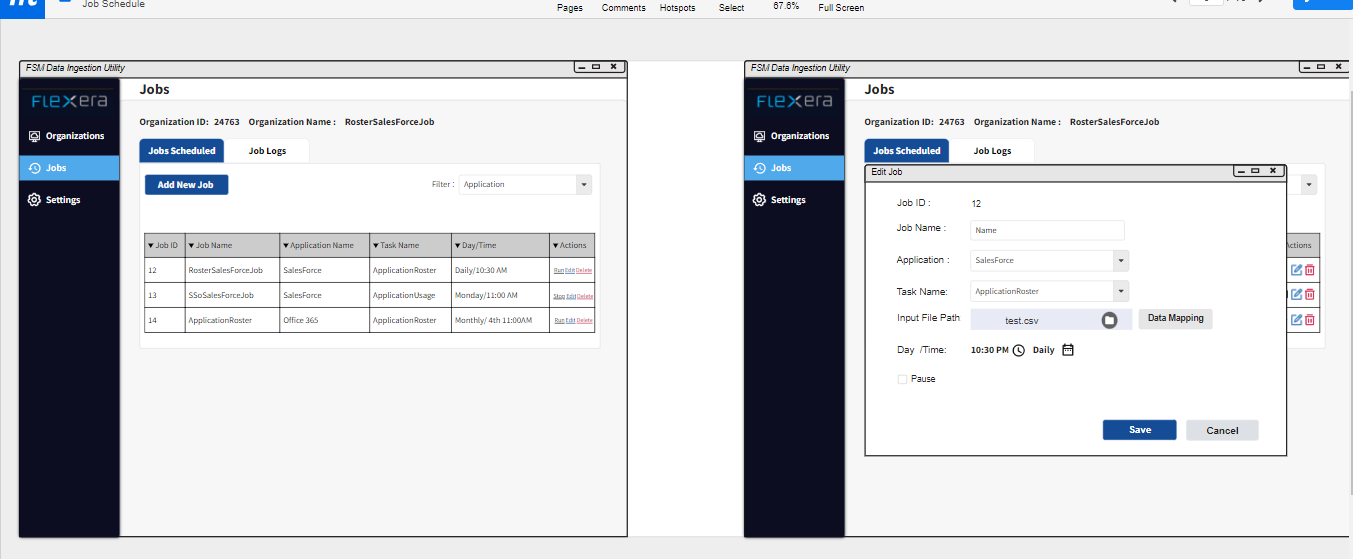 Job Schedule
Pages Comments Hotspots Select 67.6% Full Screen
FSM Data Ingestion Utility
FLEXERA
Organizations
Jobs
Settings
Jobs
Organization ID: 24763 Organization Name : RosterSalesForceJob
Jobs Scheduled Job Logs
Add New Job Filter : Application
Job ID Job Name Application Name Task Name Day/Time Actions
12 RosterSalesForceJob SalesForce ApplicationRoster Daily/10:30 AM Run Edit Delete
13 SSoSalesForceJob SalesForce ApplicationUsage Monday/11:00 AM Stop Edit Delete
14 ApplicationRoster Office 365 ApplicationRoster Monthly/ 4th 11:00AM Run Edit Delete
FSM Data Ingestion Utility
FLEXERA
Organizations
Jobs
Settings
Jobs
Organization ID: 24763 Organization Name : RosterSalesForceJob
Jobs Scheduled Job Logs
Edit Job
Job ID : 12
Job Name : Name
Application : SalesForce
Task Name: ApplicationRoster
Input File Path test.csv Data Mapping
Day /Time: 10:30 PM Daily
Pause
Save Cancel
Actions